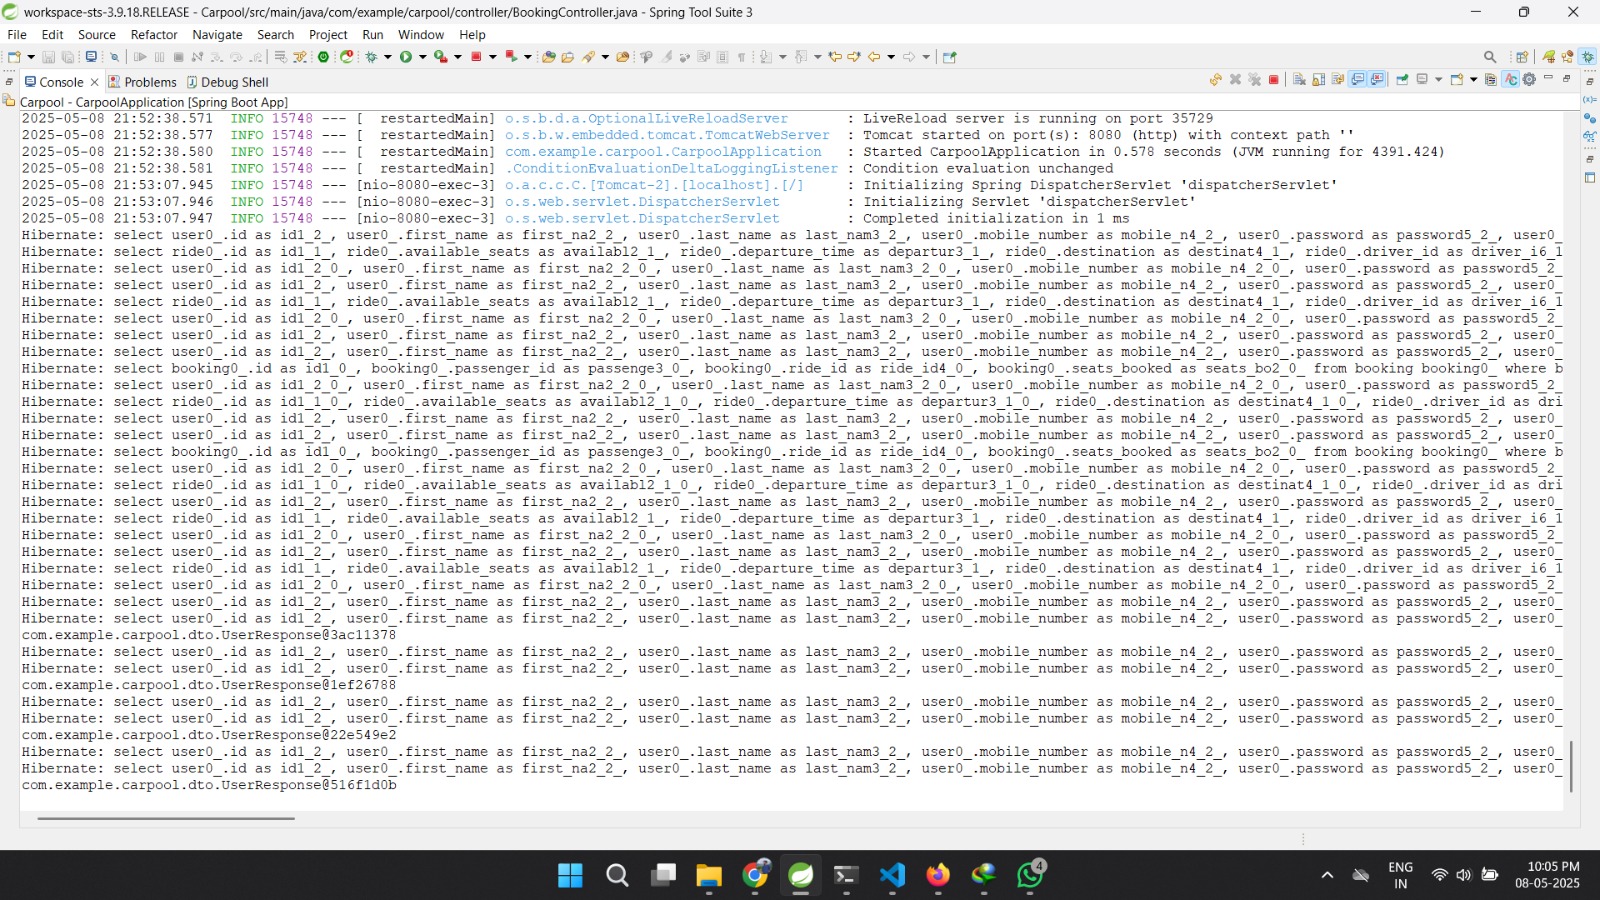 workspace-sts-3.9.18.RELEASE - Carpool/src/main/java/com/example/carpool/controller/BookingController.java - Spring Tool Suite 3
File Edit Source Refactor Navigate Search Project Run Window Help
Console Problems Debug Shell
Carpool - CarpoolApplication [Spring Boot App]
2025-05-08 21:52:38.571 INFO 15748 --- [ restartedMain] o.s.b.d.a.OptionalLiveReloadServer : LiveReload server is running on port 35729
2025-05-08 21:52:38.577 INFO 15748 --- [ restartedMain] o.s.b.w.embedded.tomcat.TomcatWebServer : Tomcat started on port(s): 8080 (http) with context path ''
2025-05-08 21:52:38.580 INFO 15748 --- [ restartedMain] com.example.carpool.CarpoolApplication : Started CarpoolApplication in 0.578 seconds (JVM running for 4391.424)
2025-05-08 21:52:38.581 INFO 15748 --- [ restartedMain] .ConditionEvaluationDeltaLoggingListener : Condition evaluation unchanged
2025-05-08 21:53:07.945 INFO 15748 --- [nio-8080-exec-3] o.a.c.c.C.[Tomcat-2].[localhost].[/] : Initializing Spring DispatcherServlet 'dispatcherServlet'
2025-05-08 21:53:07.946 INFO 15748 --- [nio-8080-exec-3] o.s.web.servlet.DispatcherServlet : Initializing Servlet 'dispatcherServlet'
2025-05-08 21:53:07.947 INFO 15748 --- [nio-8080-exec-3] o.s.web.servlet.DispatcherServlet : Completed initialization in 1 ms
Hibernate: select user0_.id as id1_2_, user0_.first_name as first_na2_2_, user0_.last_name as last_nam3_2_, user0_.mobile_number as mobile_n4_2_, user0_.password as password5_2_, user0_
Hibernate: select ride0_.id as id1_1_, ride0_.available_seats as availabl2_1_, ride0_.departure_time as departur3_1_, ride0_.destination as destinat4_1_, ride0_.driver_id as driver_i6_1
Hibernate: select user0_.id as id1_2_0_, user0_.first_name as first_na2_2_0_, user0_.last_name as last_nam3_2_0_, user0_.mobile_number as mobile_n4_2_0_, user0_.password as password5_2_
Hibernate: select user0_.id as id1_2_, user0_.first_name as first_na2_2_, user0_.last_name as last_nam3_2_, user0_.mobile_number as mobile_n4_2_, user0_.password as password5_2_, user0_
Hibernate: select ride0_.id as id1_1_, ride0_.available_seats as availabl2_1_, ride0_.departure_time as departur3_1_, ride0_.destination as destinat4_1_, ride0_.driver_id as driver_i6_1
Hibernate: select user0_.id as id1_2_0_, user0_.first_name as first_na2_2_0_, user0_.last_name as last_nam3_2_0_, user0_.mobile_number as mobile_n4_2_0_, user0_.password as password5_2_
Hibernate: select user0_.id as id1_2_, user0_.first_name as first_na2_2_, user0_.last_name as last_nam3_2_, user0_.mobile_number as mobile_n4_2_, user0_.password as password5_2_, user0_
Hibernate: select user0_.id as id1_2_, user0_.first_name as first_na2_2_, user0_.last_name as last_nam3_2_, user0_.mobile_number as mobile_n4_2_, user0_.password as password5_2_, user0_
Hibernate: select booking0_.id as id1_0_, booking0_.passenger_id as passenge3_0_, booking0_.ride_id as ride_id4_0_, booking0_.seats_booked as seats_bo2_0_ from booking booking0_ where b
Hibernate: select user0_.id as id1_2_0_, user0_.first_name as first_na2_2_0_, user0_.last_name as last_nam3_2_0_, user0_.mobile_number as mobile_n4_2_0_, user0_.password as password5_2_
Hibernate: select ride0_.id as id1_1_0_, ride0_.available_seats as availabl2_1_0_, ride0_.departure_time as departur3_1_0_, ride0_.destination as destinat4_1_0_, ride0_.driver_id as dri
Hibernate: select user0_.id as id1_2_, user0_.first_name as first_na2_2_, user0_.last_name as last_nam3_2_, user0_.mobile_number as mobile_n4_2_, user0_.password as password5_2_, user0_
Hibernate: select user0_.id as id1_2_, user0_.first_name as first_na2_2_, user0_.last_name as last_nam3_2_, user0_.mobile_number as mobile_n4_2_, user0_.password as password5_2_, user0_
Hibernate: select booking0_.id as id1_0_, booking0_.passenger_id as passenge3_0_, booking0_.ride_id as ride_id4_0_, booking0_.seats_booked as seats_bo2_0_ from booking booking0_ where b
Hibernate: select user0_.id as id1_2_0_, user0_.first_name as first_na2_2_0_, user0_.last_name as last_nam3_2_0_, user0_.mobile_number as mobile_n4_2_0_, user0_.password as password5_2_
Hibernate: select ride0_.id as id1_1_0_, ride0_.available_seats as availabl2_1_0_, ride0_.departure_time as departur3_1_0_, ride0_.destination as destinat4_1_0_, ride0_.driver_id as dri
Hibernate: select user0_.id as id1_2_, user0_.first_name as first_na2_2_, user0_.last_name as last_nam3_2_, user0_.mobile_number as mobile_n4_2_, user0_.password as password5_2_, user0_
Hibernate: select ride0_.id as id1_1_, ride0_.available_seats as availabl2_1_, ride0_.departure_time as departur3_1_, ride0_.destination as destinat4_1_, ride0_.driver_id as driver_i6_1
Hibernate: select user0_.id as id1_2_0_, user0_.first_name as first_na2_2_0_, user0_.last_name as last_nam3_2_0_, user0_.mobile_number as mobile_n4_2_0_, user0_.password as password5_2_
Hibernate: select user0_.id as id1_2_, user0_.first_name as first_na2_2_, user0_.last_name as last_nam3_2_, user0_.mobile_number as mobile_n4_2_, user0_.password as password5_2_, user0_
Hibernate: select ride0_.id as id1_1_, ride0_.available_seats as availabl2_1_, ride0_.departure_time as departur3_1_, ride0_.destination as destinat4_1_, ride0_.driver_id as driver_i6_1
Hibernate: select user0_.id as id1_2_0_, user0_.first_name as first_na2_2_0_, user0_.last_name as last_nam3_2_0_, user0_.mobile_number as mobile_n4_2_0_, user0_.password as password5_2_
Hibernate: select user0_.id as id1_2_, user0_.first_name as first_na2_2_, user0_.last_name as last_nam3_2_, user0_.mobile_number as mobile_n4_2_, user0_.password as password5_2_, user0_
Hibernate: select user0_.id as id1_2_, user0_.first_name as first_na2_2_, user0_.last_name as last_nam3_2_, user0_.mobile_number as mobile_n4_2_, user0_.password as password5_2_, user0_
com.example.carpool.dto.UserResponse@3ac11378
Hibernate: select user0_.id as id1_2_, user0_.first_name as first_na2_2_, user0_.last_name as last_nam3_2_, user0_.mobile_number as mobile_n4_2_, user0_.password as password5_2_, user0_
Hibernate: select user0_.id as id1_2_, user0_.first_name as first_na2_2_, user0_.last_name as last_nam3_2_, user0_.mobile_number as mobile_n4_2_, user0_.password as password5_2_, user0_
com.example.carpool.dto.UserResponse@1ef26788
Hibernate: select user0_.id as id1_2_, user0_.first_name as first_na2_2_, user0_.last_name as last_nam3_2_, user0_.mobile_number as mobile_n4_2_, user0_.password as password5_2_, user0_
Hibernate: select user0_.id as id1_2_, user0_.first_name as first_na2_2_, user0_.last_name as last_nam3_2_, user0_.mobile_number as mobile_n4_2_, user0_.password as password5_2_, user0_
com.example.carpool.dto.UserResponse@22e549e2
Hibernate: select user0_.id as id1_2_, user0_.first_name as first_na2_2_, user0_.last_name as last_nam3_2_, user0_.mobile_number as mobile_n4_2_, user0_.password as password5_2_, user0_
Hibernate: select user0_.id as id1_2_, user0_.first_name as first_na2_2_, user0_.last_name as last_nam3_2_, user0_.mobile_number as mobile_n4_2_, user0_.password as password5_2_, user0_
com.example.carpool.dto.UserResponse@516f1d0b
4
ENG
IN
10:05 PM
08-05-2025